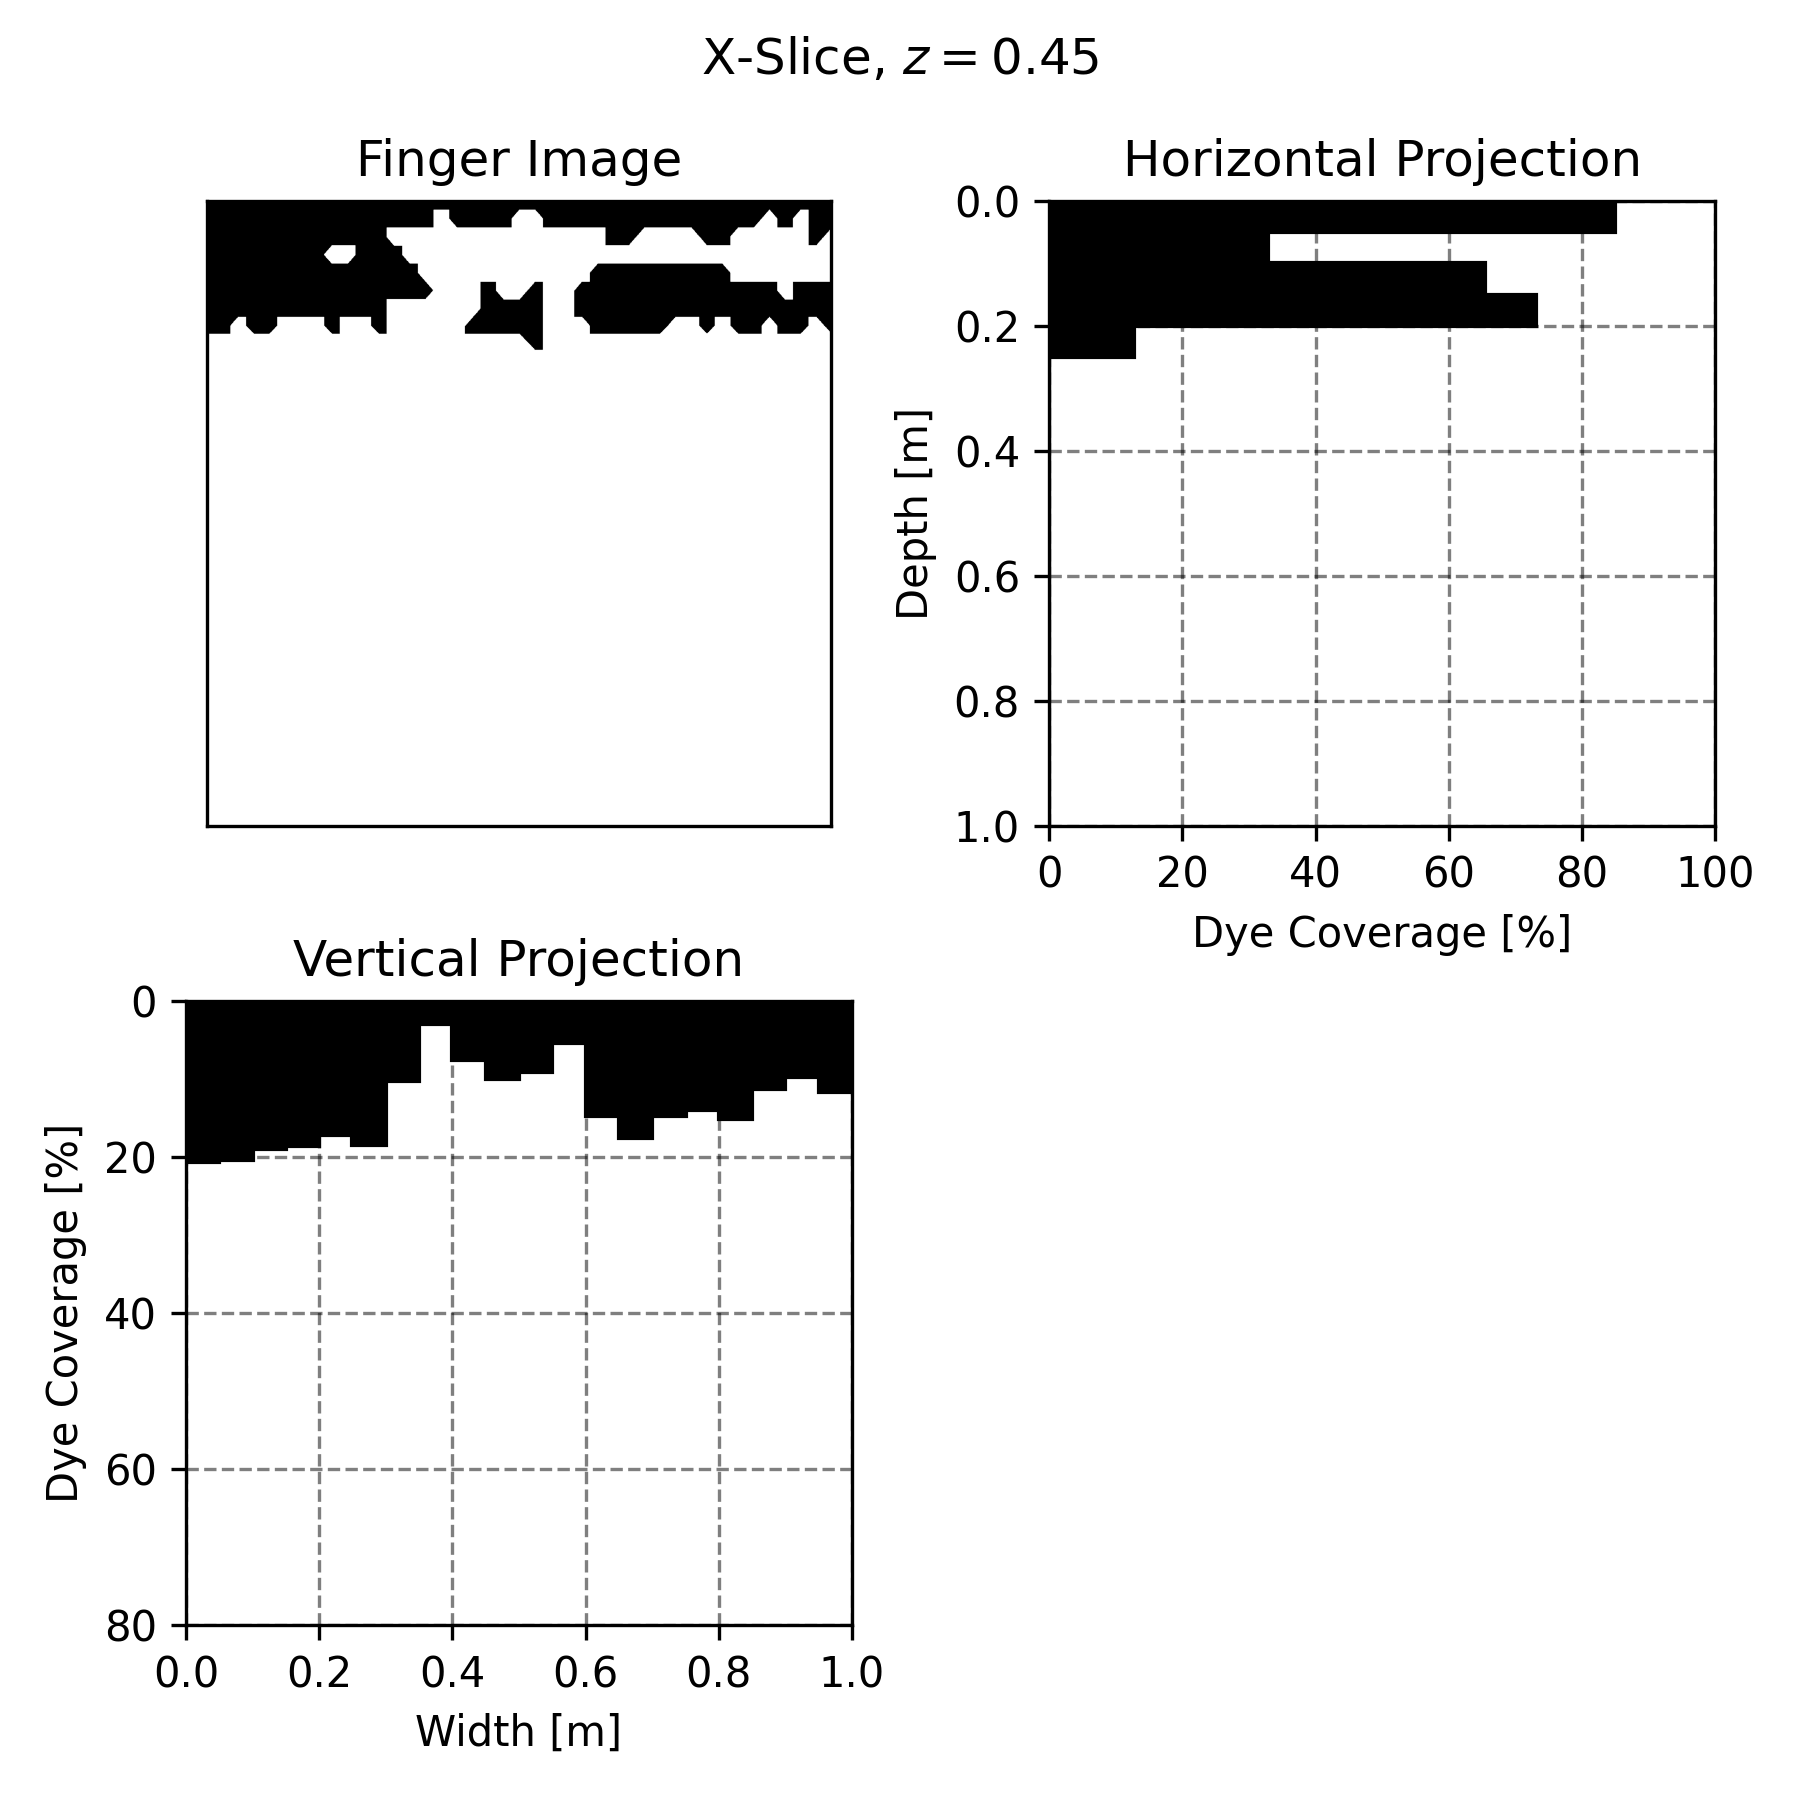 X-Slice, z = 0.45
Finger Image
Horizontal Projection
0.0
0.2
0.4
0.6
0.8
1.0
Depth [m]
0 20 40 60 80 100
Dye Coverage [%]
Vertical Projection
0
20
40
60
80
Dye Coverage [%]
0.0 0.2 0.4 0.6 0.8 1.0
Width [m]